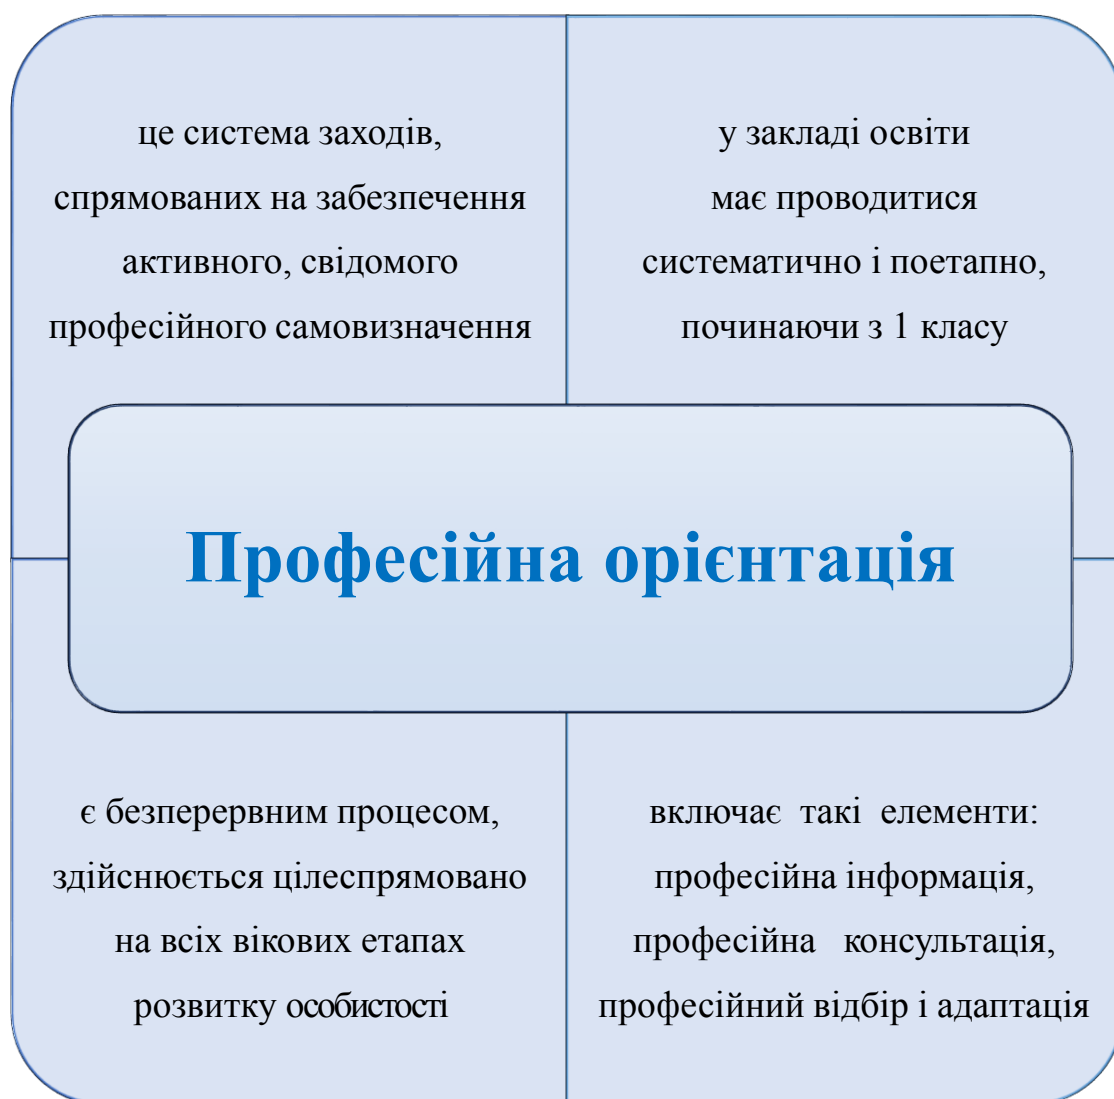 це система заходів,
спрямованих на забезпечення
активного, свідомого
професійного самовизначення
у закладі освіти
має проводитися
систематично і поетапно,
починаючи з 1 класу
Професійна орієнтація
є безперервним процесом,
здійснюється цілеспрямовано
на всіх вікових етапах
розвитку особистості
включає такі елементи:
професійна інформація,
професійна консультація,
професійний відбір і адаптація